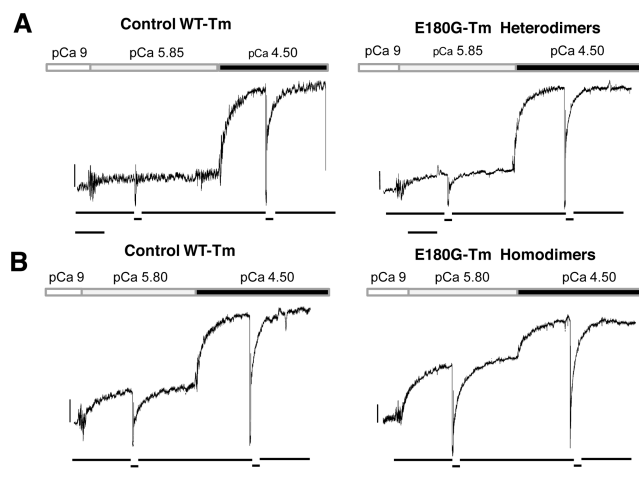 A
Control WT-Tm
E180G-Tm Heterodimers
pCa 9
pCa 5.85
pCa 4.50
pCa 9
pCa 5.85
pCa 4.50
B
Control WT-Tm
E180G-Tm Homodimers
pCa 9
pCa 5.80
pCa 4.50
pCa 9
pCa 5.80
pCa 4.50